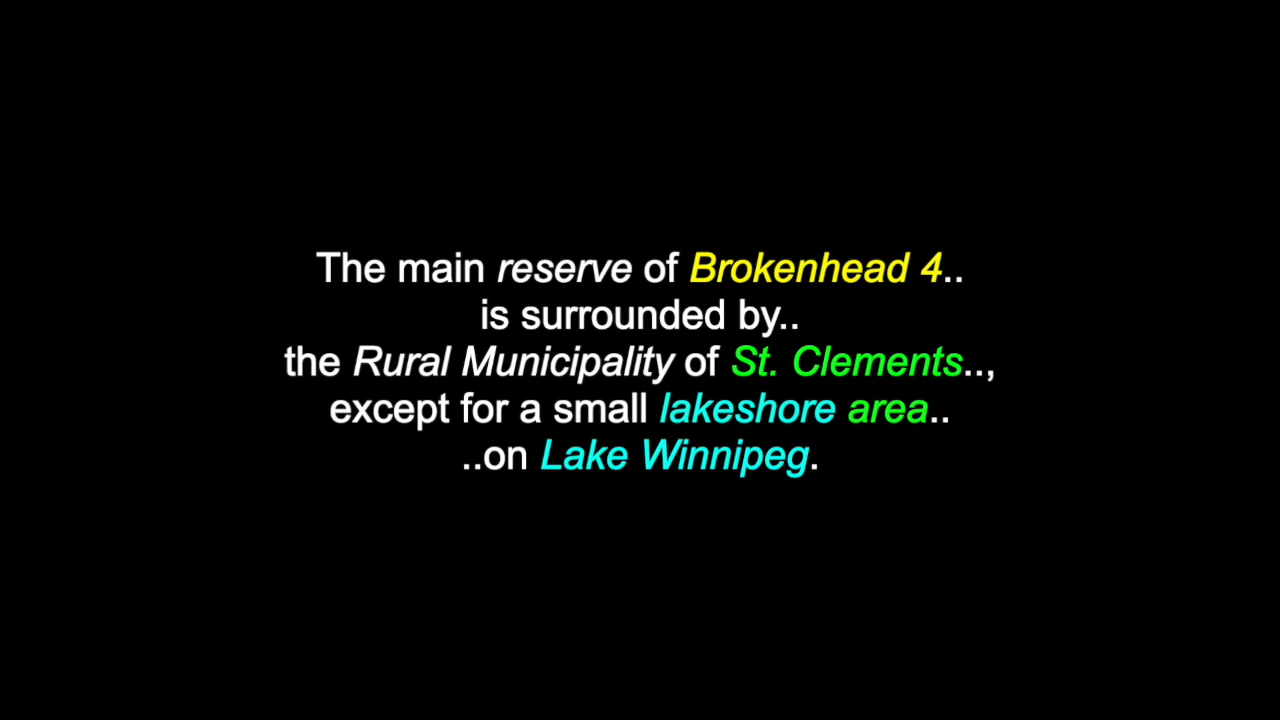 The main reserve of Brokenhead 4..
is surrounded by..
the Rural Municipality of St. Clements..,
except for a small lakeshore area..
..on Lake Winnipeg.